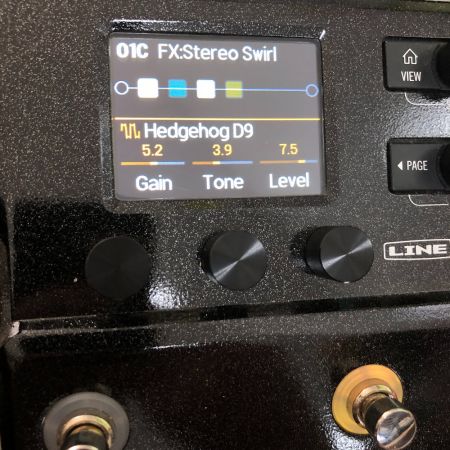 01C FX:Stereo Swirl
Hedgehog D9
5.2 3.9 7.5
Gain Tone Level
VIEW
PAGE
LINE